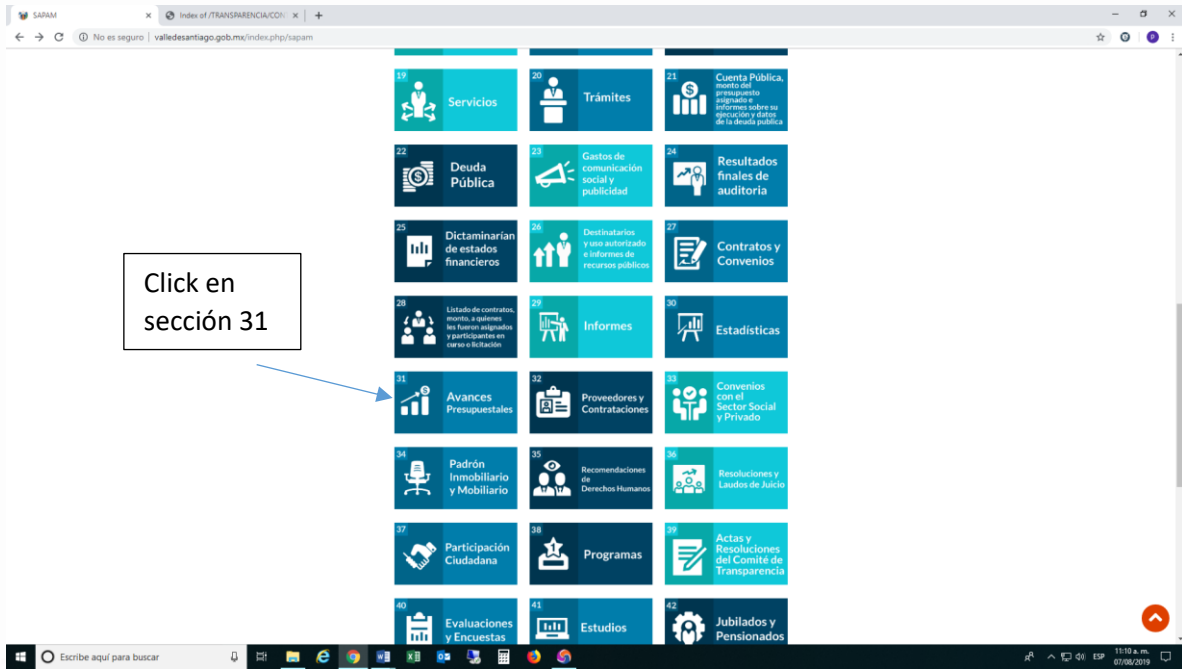 SAPAM
Index of /TRANSPARENCIA/CON
No es seguro | valledesantiago.gob.mx/index.php/sapam
19
Servicios
20
Trámites
21
Cuenta Pública,
monto del
presupuesto
asignado e
informes sobre su
ejecución y datos
de la deuda publica
22
Deuda
Pública
23
Gastos de
comunicación
social y
publicidad
24
Resultados
finales de
auditoria
25
Dictaminarían
de estados
financieros
26
Destinatarios
y uso autorizado
e informes de
recursos públicos
27
Contratos y
Convenios
Click en
sección 31
28
Listado de contratos,
monto, a quienes
les fueron asignados
y participantes en
curso o licitación
29
Informes
30
Estadísticas
31
Avances
Presupuestales
32
Proveedores y
Contrataciones
33
Convenios
con el
Sector Social
y Privado
34
Padrón
Inmobiliario
y Mobiliario
35
Recomendaciones
de
Derechos Humanos
36
Resoluciones y
Laudos de Juicio
37
Participación
Ciudadana
38
Programas
39
Actas y
Resoluciones
del Comité de
Transparencia
40
Evaluaciones
y Encuestas
41
Estudios
42
Jubilados y
Pensionados
Escribe aquí para buscar
ESP
11:10 a. m.
07/08/2019